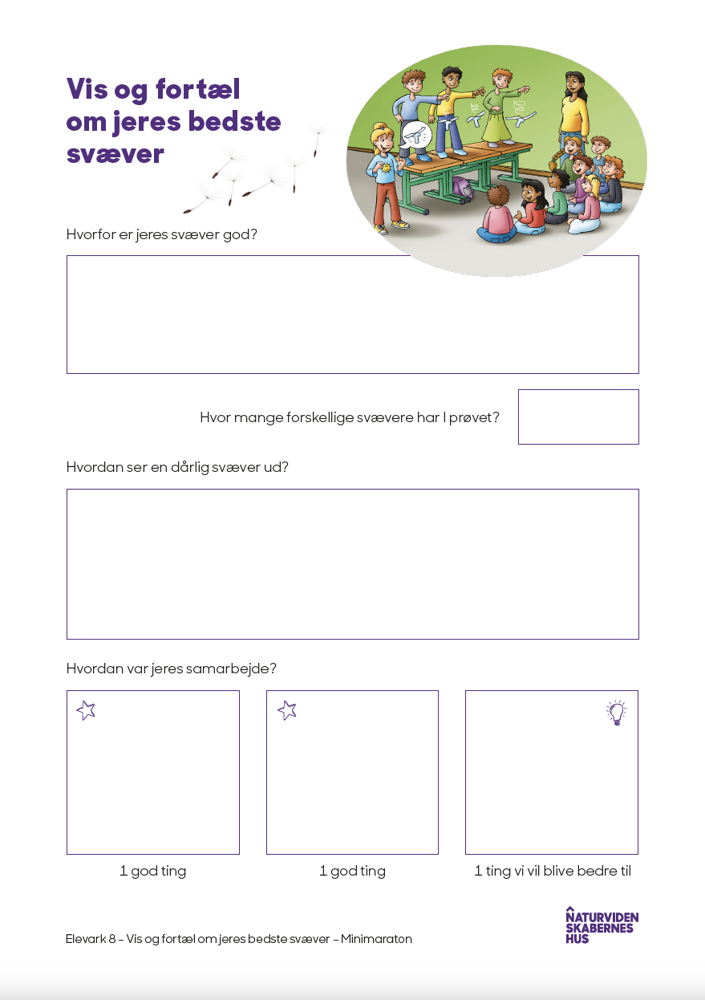 Vis og fortæl
om jeres bedste
svæver
Hvorfor er jeres svæver god?
Hvor mange forskellige svævere har I prøvet?
Hvordan ser en dårlig svæver ud?
Hvordan var jeres samarbejde?
1 god ting
1 god ting
1 ting vi vil blive bedre til
Elevark 8 – Vis og fortæl om jeres bedste svæver – Minimaraton
NATURVIDEN
SKABERNES
HUS